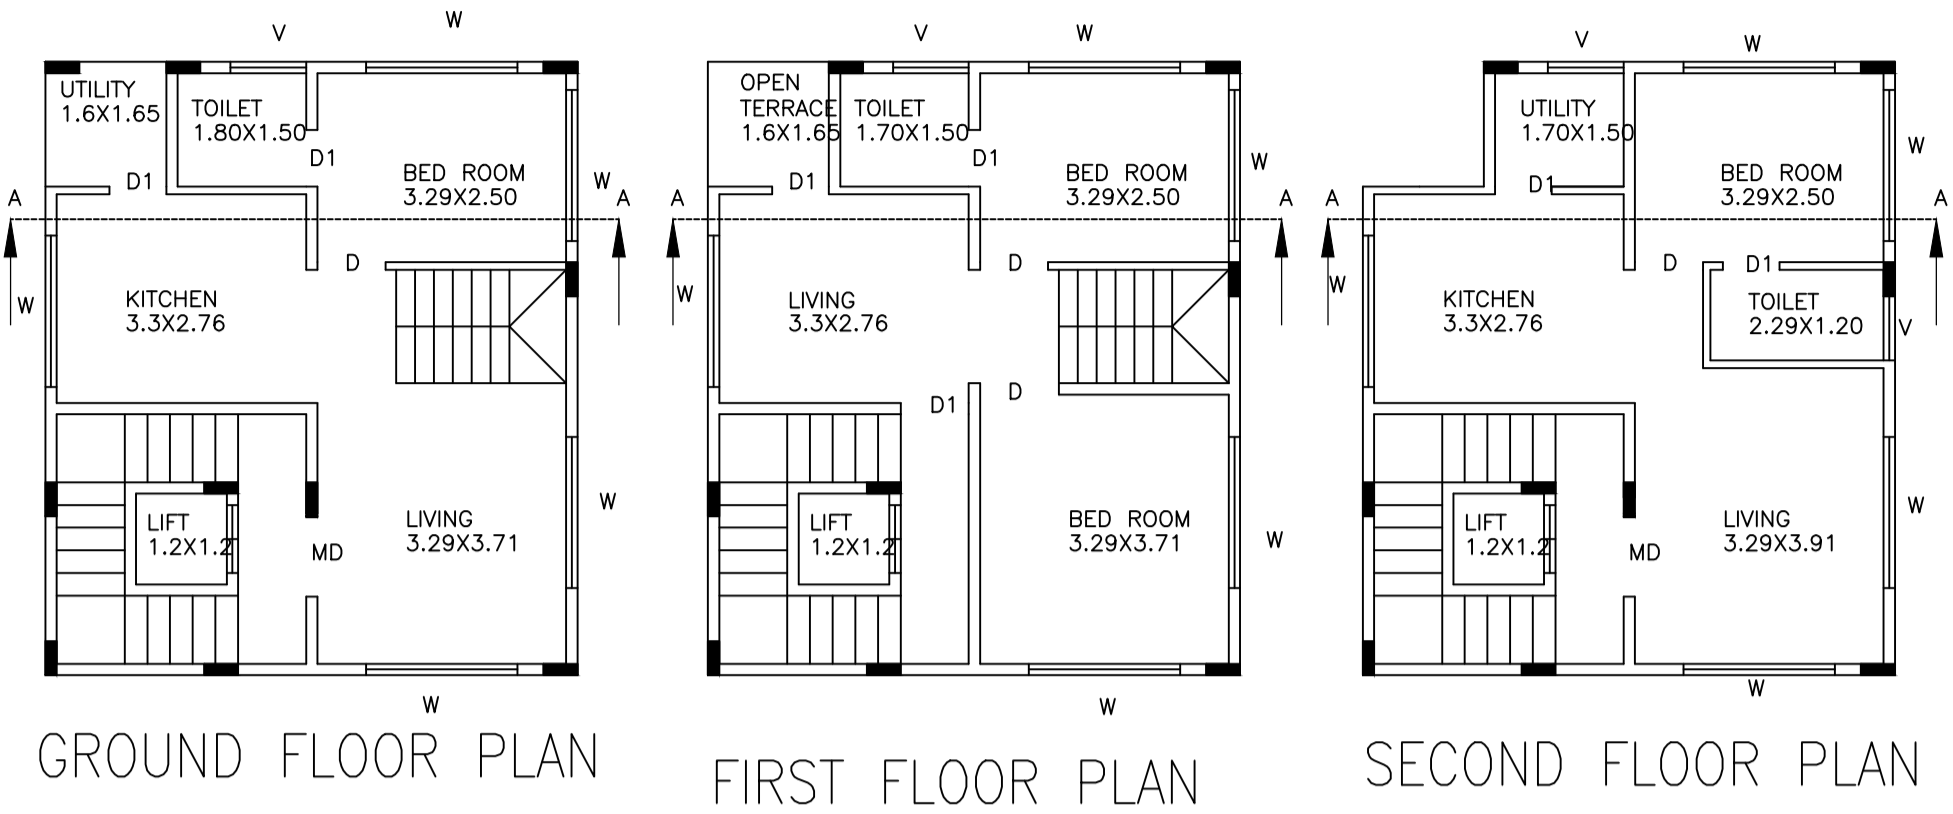 V
W
UTILITY
1.6X1.65
TOILET
1.80X1.50
D1
D1
BED ROOM
3.29X2.50
W
A
A
D
W
KITCHEN
3.3X2.76
LIFT
1.2X1.2
MD
LIVING
3.29X3.71
W
W
GROUND FLOOR PLAN
V
W
OPEN
TERRACE
1.6X1.65
TOILET
1.70X1.50
D1
D1
BED ROOM
3.29X2.50
W
A
A
D
W
LIVING
3.3X2.76
D
D1
LIFT
1.2X1.2
BED ROOM
3.29X3.71
W
W
FIRST FLOOR PLAN
V
W
UTILITY
1.70X1.50
D1
BED ROOM
3.29X2.50
W
A
A
D
D1
W
KITCHEN
3.3X2.76
TOILET
2.29X1.20
V
LIFT
1.2X1.2
MD
LIVING
3.29X3.91
W
W
SECOND FLOOR PLAN